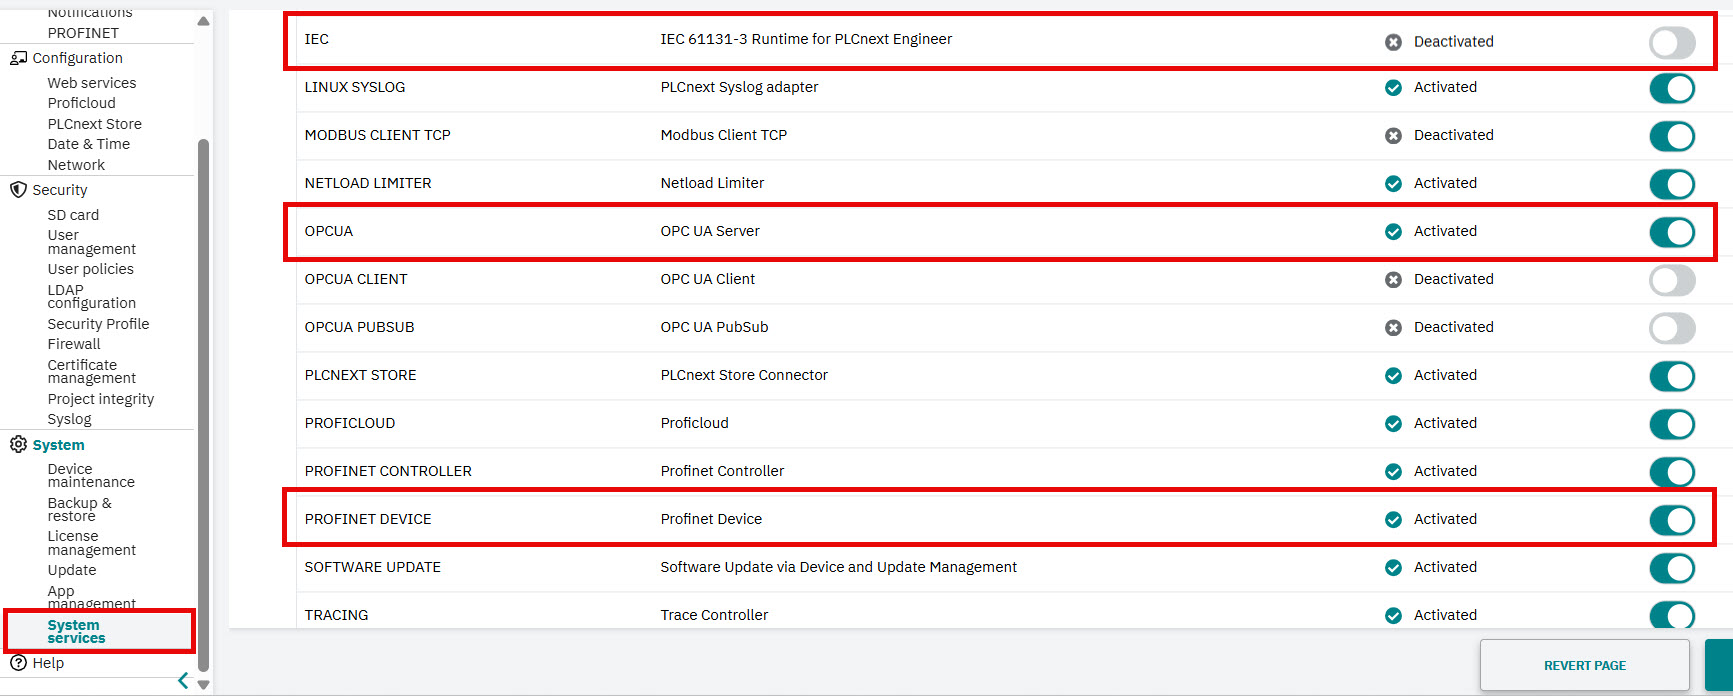 Notifications
PROFINET
Configuration
Web services
Proficloud
PLCnext Store
Date & Time
Network
Security
SD card
User
management
User policies
LDAP
configuration
Security Profile
Firewall
Certificate
management
Project integrity
Syslog
System
Device
maintenance
Backup &
restore
License
management
Update
App
management
System
services
Help
IEC IEC 61131-3 Runtime for PLCnext Engineer Deactivated
LINUX SYSLOG PLCnext Syslog adapter Activated
MODBUS CLIENT TCP Modbus Client TCP Deactivated
NETLOAD LIMITER Netload Limiter Activated
OPCUA OPC UA Server Activated
OPCUA CLIENT OPC UA Client Deactivated
OPCUA PUBSUB OPC UA PubSub Deactivated
PLCNEXT STORE PLCnext Store Connector Activated
PROFICLOUD Proficloud Activated
PROFINET CONTROLLER Profinet Controller Activated
PROFINET DEVICE Profinet Device Activated
SOFTWARE UPDATE Software Update via Device and Update Management Activated
TRACING Trace Controller Activated
REVERT PAGE